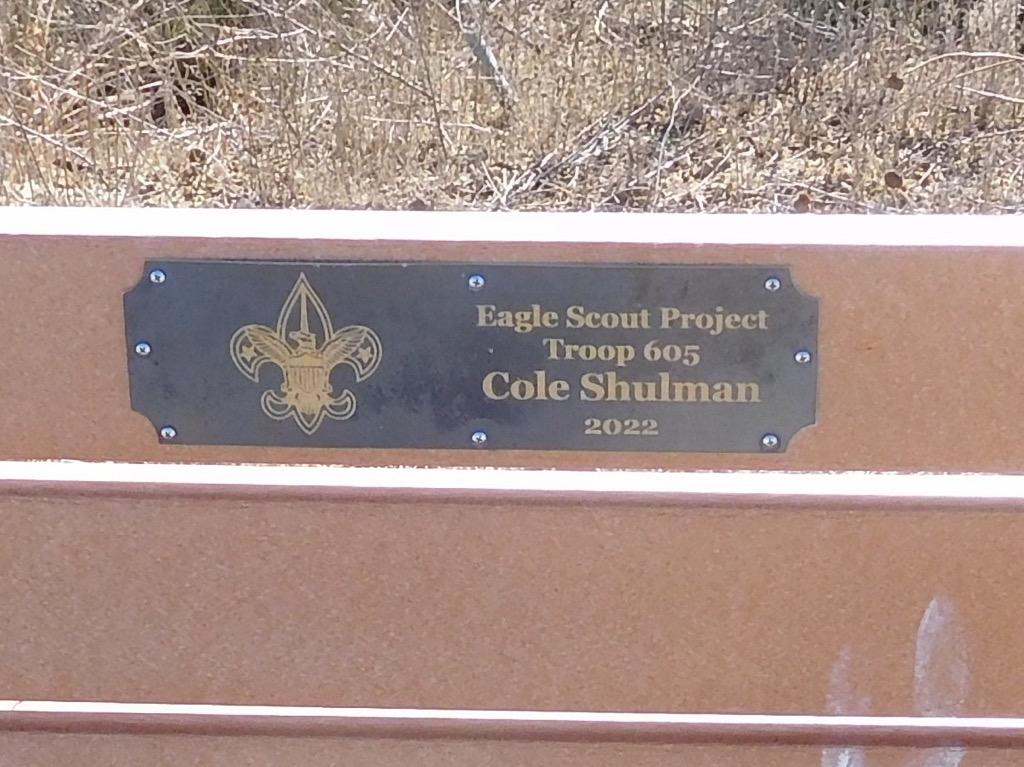 Eagle Scout Project
Troop 605
Cole Shulman
2022